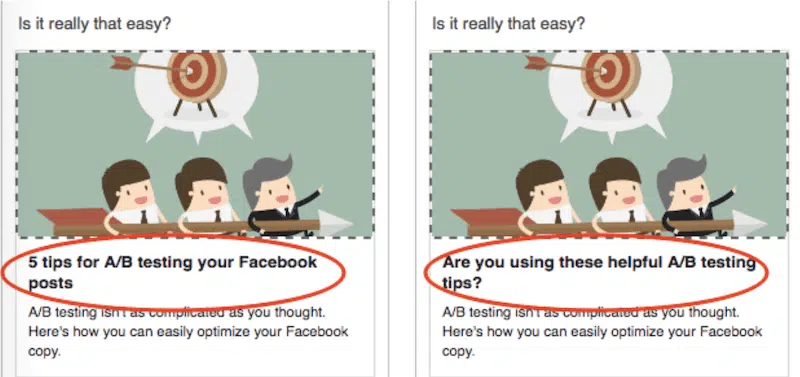 Is it really that easy?
5 tips for A/B testing your Facebook
posts
A/B testing isn't as complicated as you thought.
Here's how you can easily optimize your Facebook
copy.
Is it really that easy?
Are you using these helpful A/B testing
tips?
A/B testing isn't as complicated as you thought.
Here's how you can easily optimize your Facebook
copy.